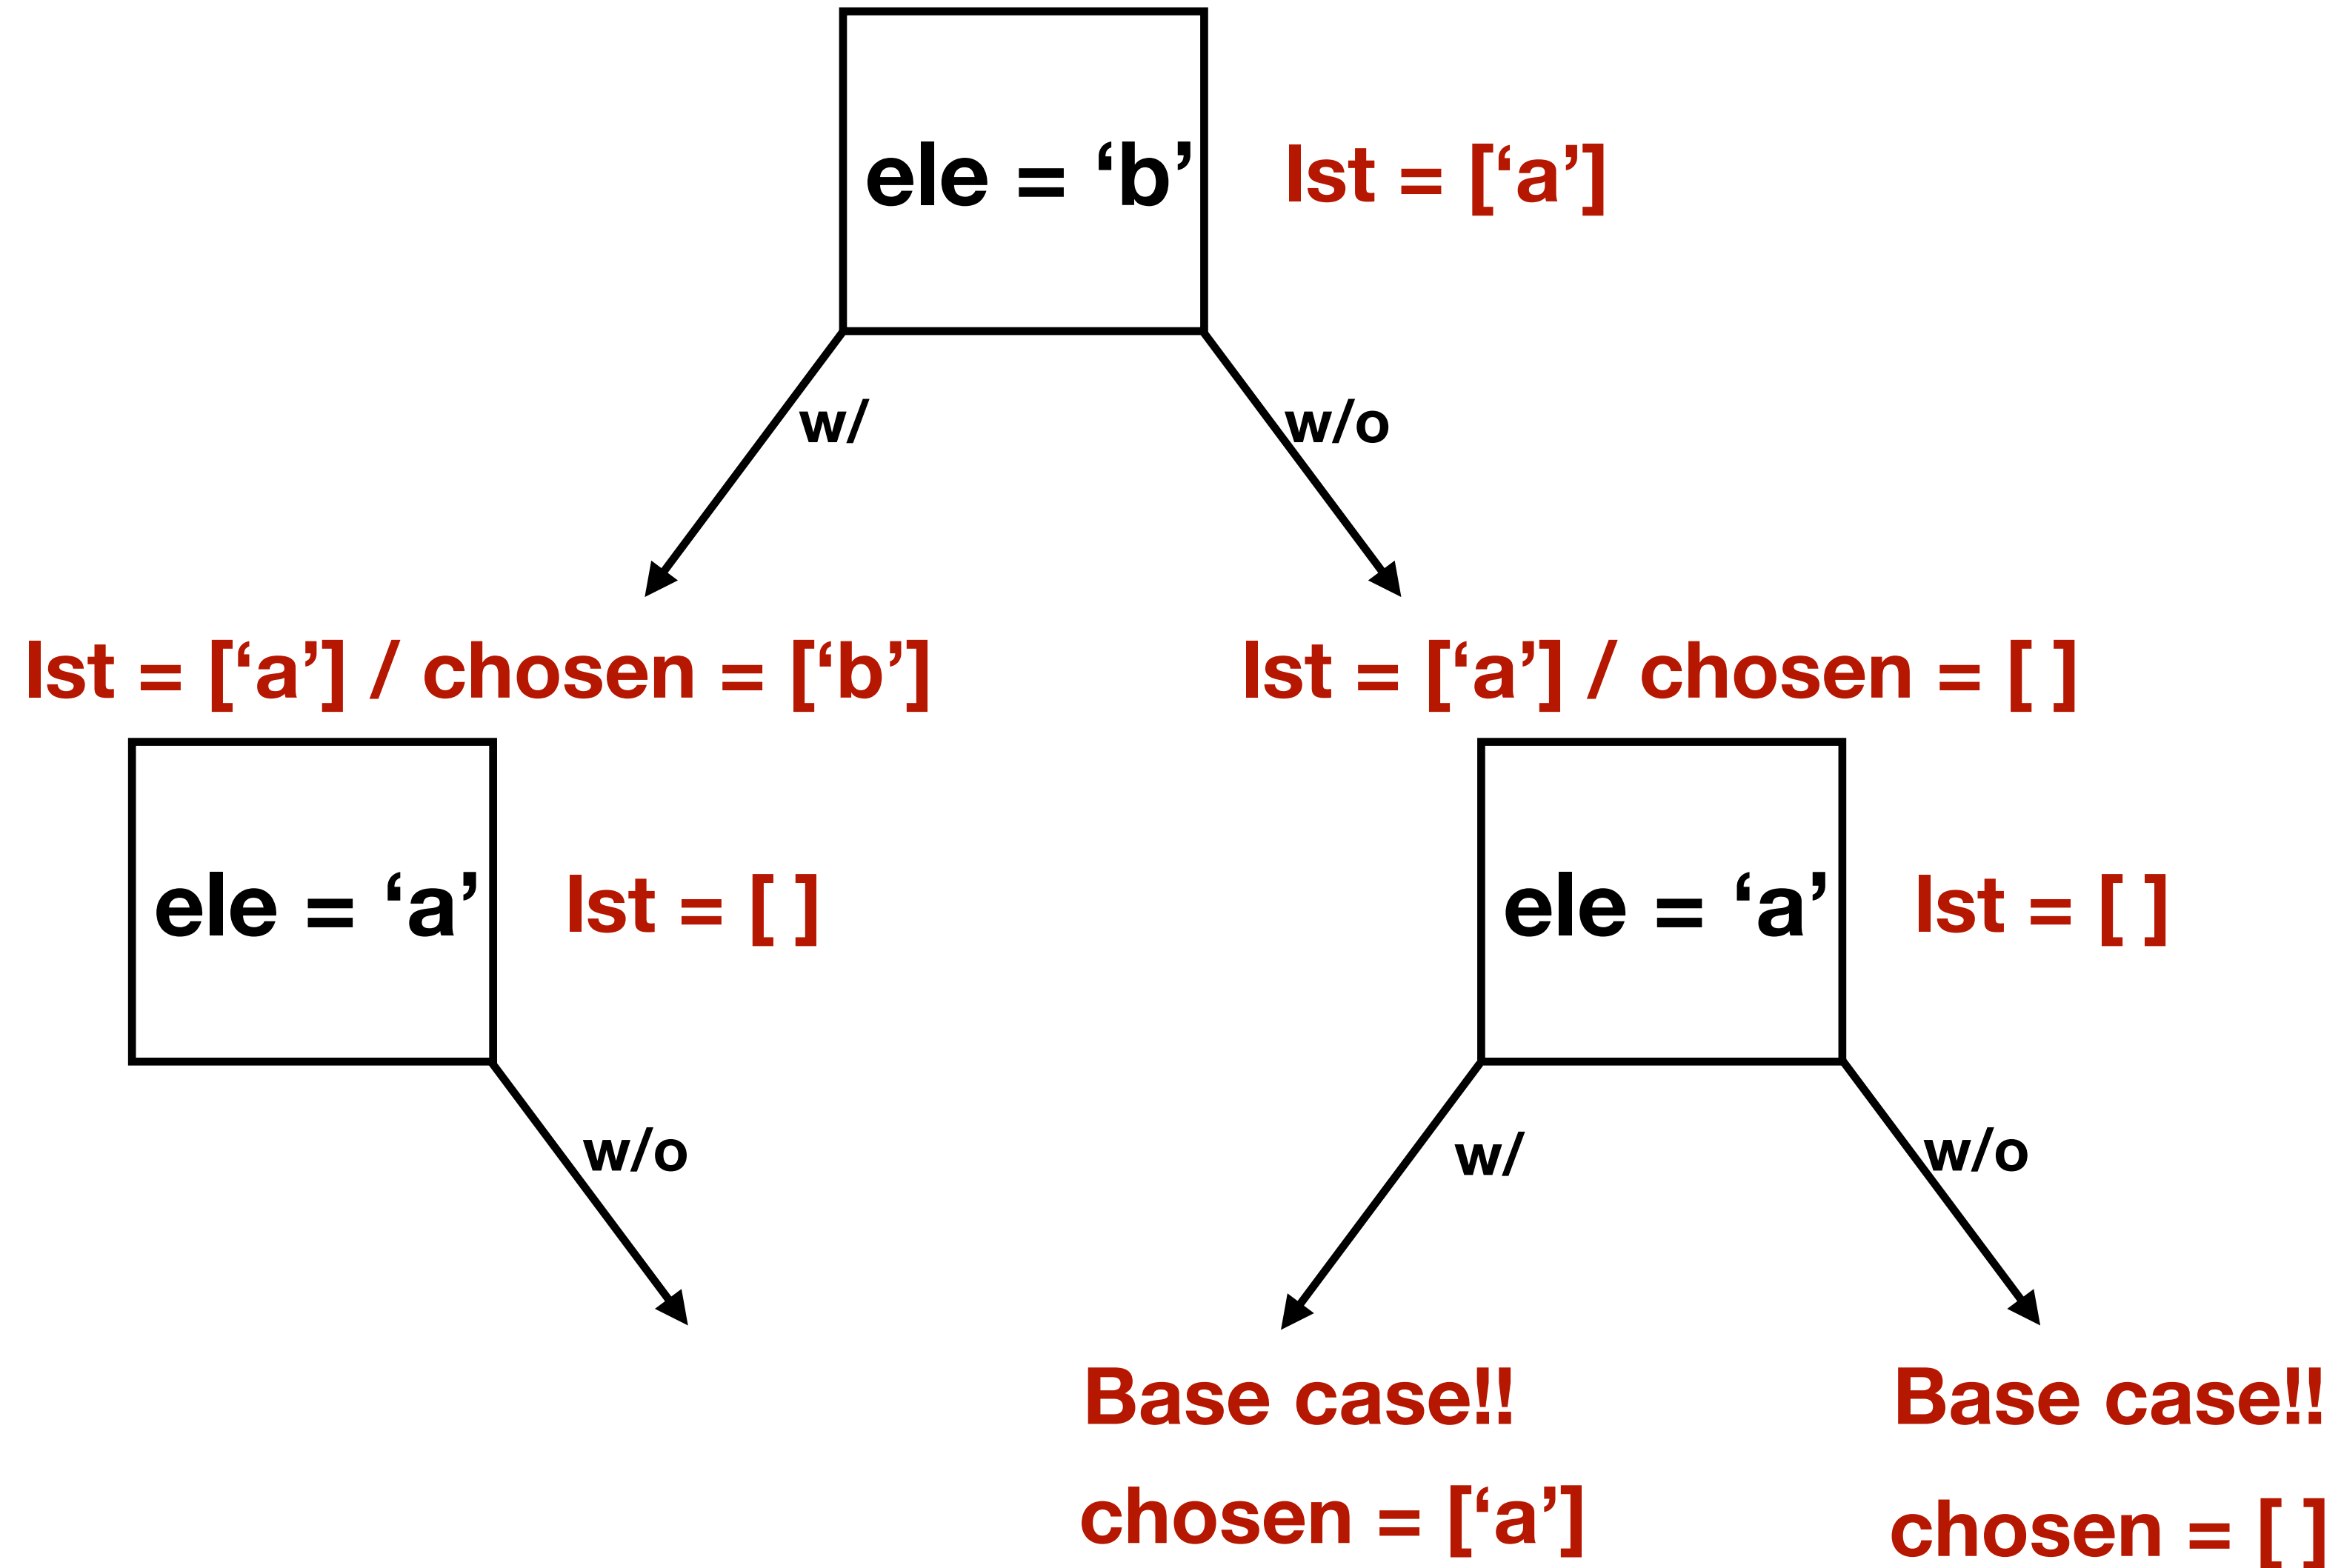 ele = ‘b’
lst = [‘a’]
w/
w/o
lst = [‘a’] / chosen = [‘b’]
lst = [‘a’] / chosen = [ ]
ele = ‘a’
lst = [ ]
ele = ‘a’
lst = [ ]
w/o
w/
w/o
Base case!!
chosen = [‘a’]
Base case!!
chosen = [ ]